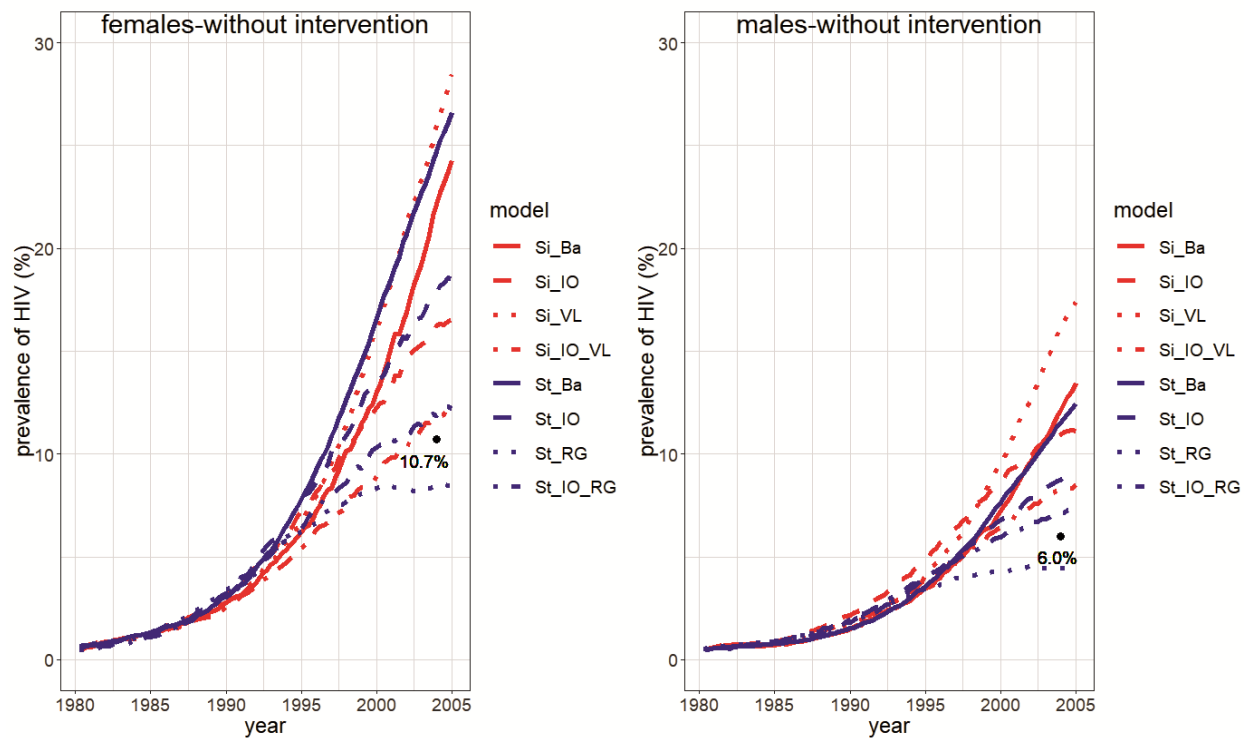 females-without intervention
prevalence of HIV (%)
30
20
10
0
1980 1985 1990 1995 2000 2005
year
10.7%
model
Si_Ba
Si_IO
Si_VL
Si_IO_VL
St_Ba
St_IO
St_RG
St_IO_RG
males-without intervention
prevalence of HIV (%)
30
20
10
0
1980 1985 1990 1995 2000 2005
year
6.0%
model
Si_Ba
Si_IO
Si_VL
Si_IO_VL
St_Ba
St_IO
St_RG
St_IO_RG